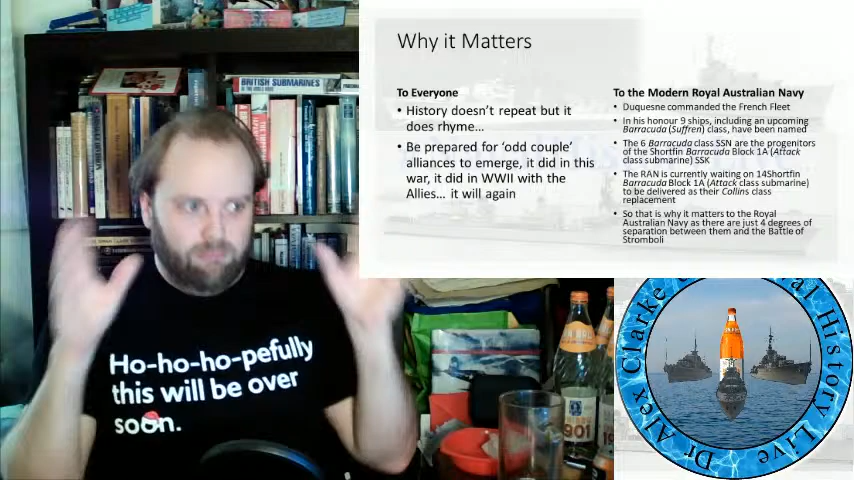 Why it Matters
To Everyone
• History doesn't repeat but it
does rhyme…
• Be prepared for 'odd couple'
alliances to emerge, it did in this
war, it did in WWII with the
Allies… it will again
To the Modern Royal Australian Navy
• Duquesne commanded the French Fleet
• In his honour 9 ships, including an upcoming
Barracuda (Suffren) class, have been named
• The 6 Barracuda class SSN are the progenitors
of the Shortfin Barracuda Block 1A (Attack
class submarine) SSK
• The RAN is currently waiting on 14Shortfin
Barracuda Block 1A (Attack class submarine)
to be delivered as their Collins class
replacement
• So that is why it matters to the Royal
Australian Navy as there are just 4 degrees of
separation between them and the Battle of
Stromboli
BRITISH SUBMARINES
Ho-ho-ho-pefully
this will be over
soon.
901
Dr Alex Clarke
History Live